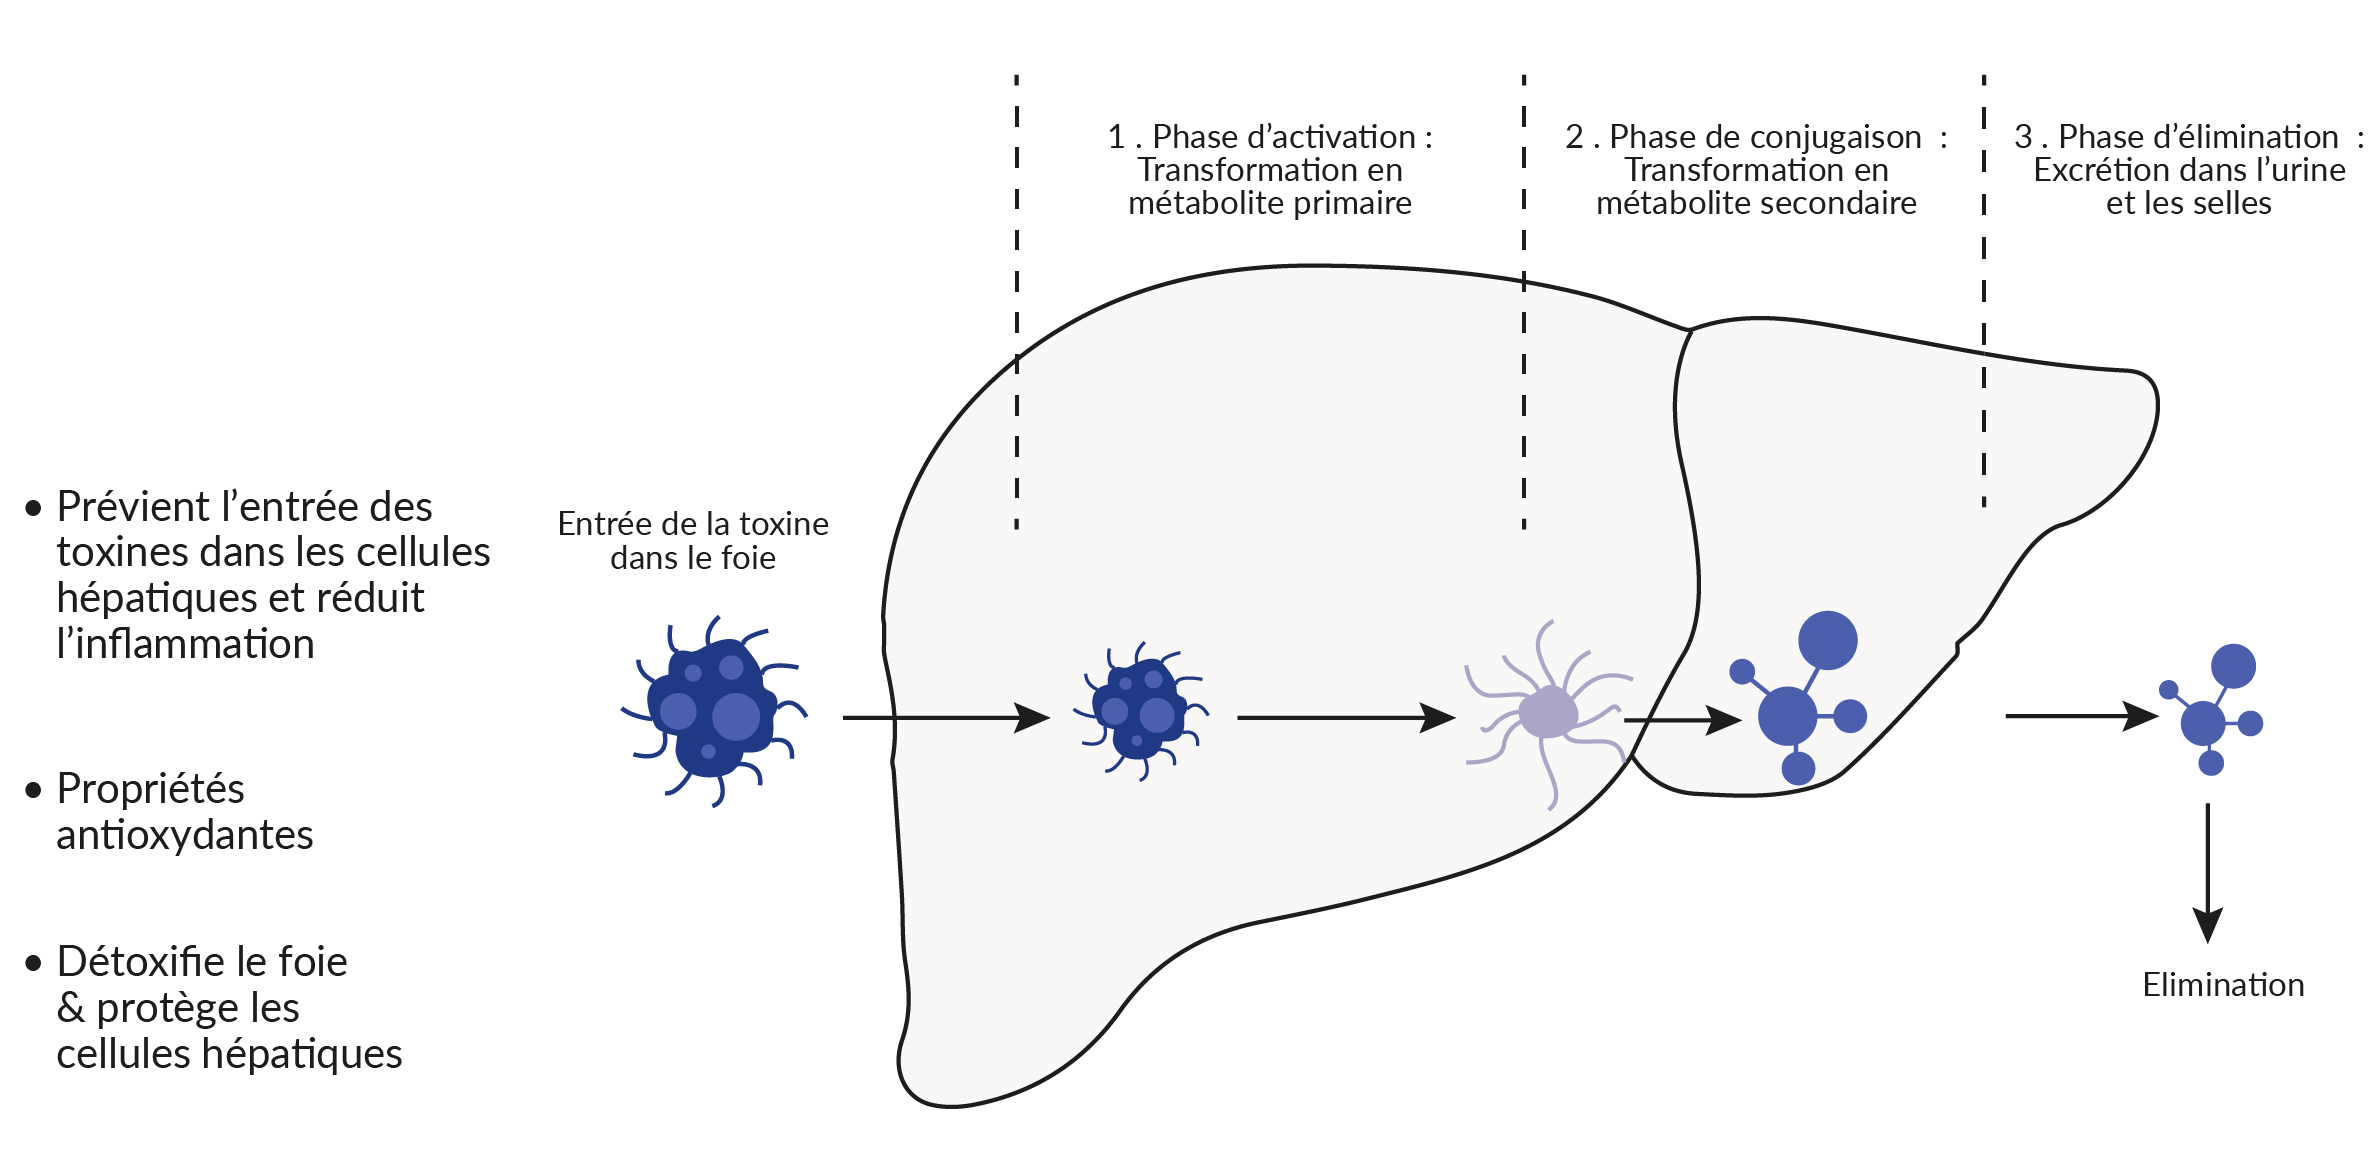 1 . Phase d’activation :
Transformation en
métabolite primaire
2 . Phase de conjugaison :
Transformation en
métabolite secondaire
3 . Phase d’élimination :
Excrétion dans l’urine
et les selles
• Prévient l’entrée des
toxines dans les cellules
hépatiques et réduit
l’inflammation
• Propriétés
antioxydantes
• Détoxifie le foie
& protège les
cellules hépatiques
Entrée de la toxine
dans le foie
Elimination